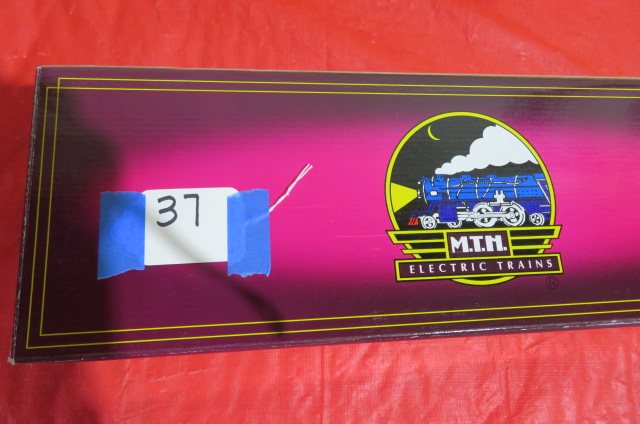 37
M.T.H.
ELECTRIC TRAINS
®